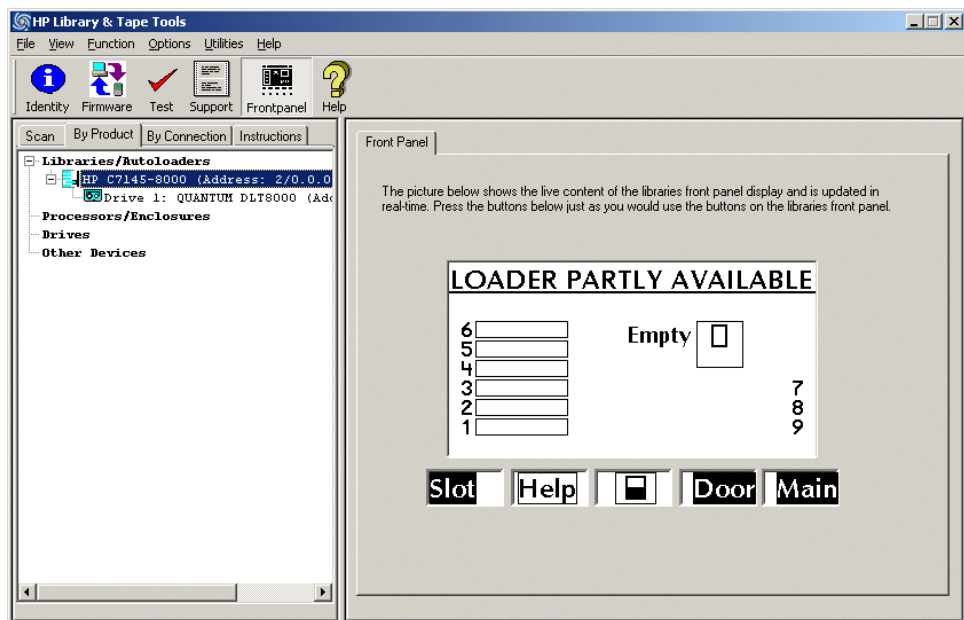 HP Library & Tape Tools
File View Function Options Utilities Help
Identity Firmware Test Support Frontpanel Help
Scan By Product By Connection Instructions
Libraries/Autoloaders
HP C7145-8000 (Address: 2/0.0.0
Drive 1: QUANTUM DLT8000 (Add
Processors/Enclosures
Drives
Other Devices
Front Panel
The picture below shows the live content of the libraries front panel display and is updated in
real-time. Press the buttons below just as you would use the buttons on the libraries front panel.
LOADER PARTLY AVAILABLE
6
5
4
3
2
1
Empty
7
8
9
Slot Help Door Main